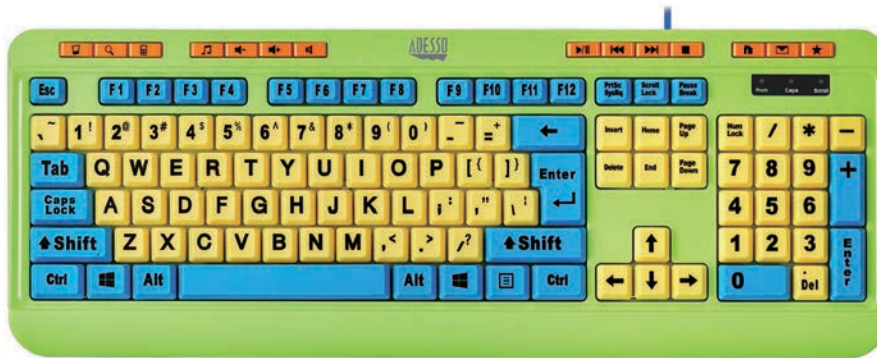 ADESSO
Esc F1 F2 F3 F4 F5 F6 F7 F8 F9 F10 F11 F12 PrtSc SysRq Scroll Lock Pause Break Num Caps Scroll
` ~ 1 ! 2 @ 3 # 4 $ 5 % 6 ^ 7 & 8 * 9 ( 0 ) - _ = + Insert Home Page Up Num Lock / * -
Tab Q W E R T Y U I O P [ { ] } Enter Delete End Page Down 7 8 9 +
Caps Lock A S D F G H J K L ; : , " \ ¦ 4 5 6
Shift Z X C V B N M , < . > / ? Shift 1 2 3 Enter
Ctrl Alt Alt Ctrl 0 . Del